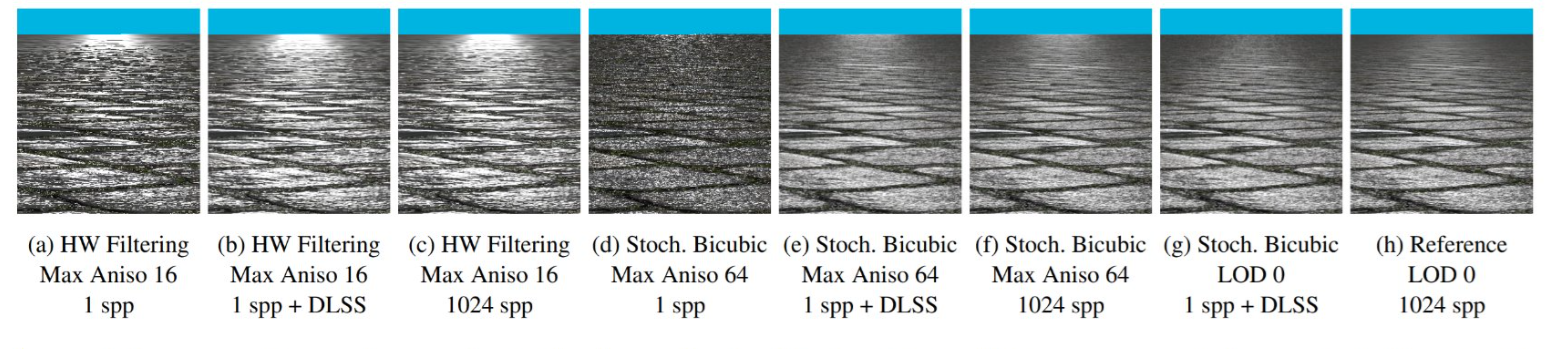 (a) HW Filtering
Max Aniso 16
1 spp
(b) HW Filtering
Max Aniso 16
1 spp + DLSS
(c) HW Filtering
Max Aniso 16
1024 spp
(d) Stoch. Bicubic
Max Aniso 64
1 spp
(e) Stoch. Bicubic
Max Aniso 64
1 spp + DLSS
(f) Stoch. Bicubic
Max Aniso 64
1024 spp
(g) Stoch. Bicubic
LOD 0
1 spp + DLSS
(h) Reference
LOD 0
1024 spp